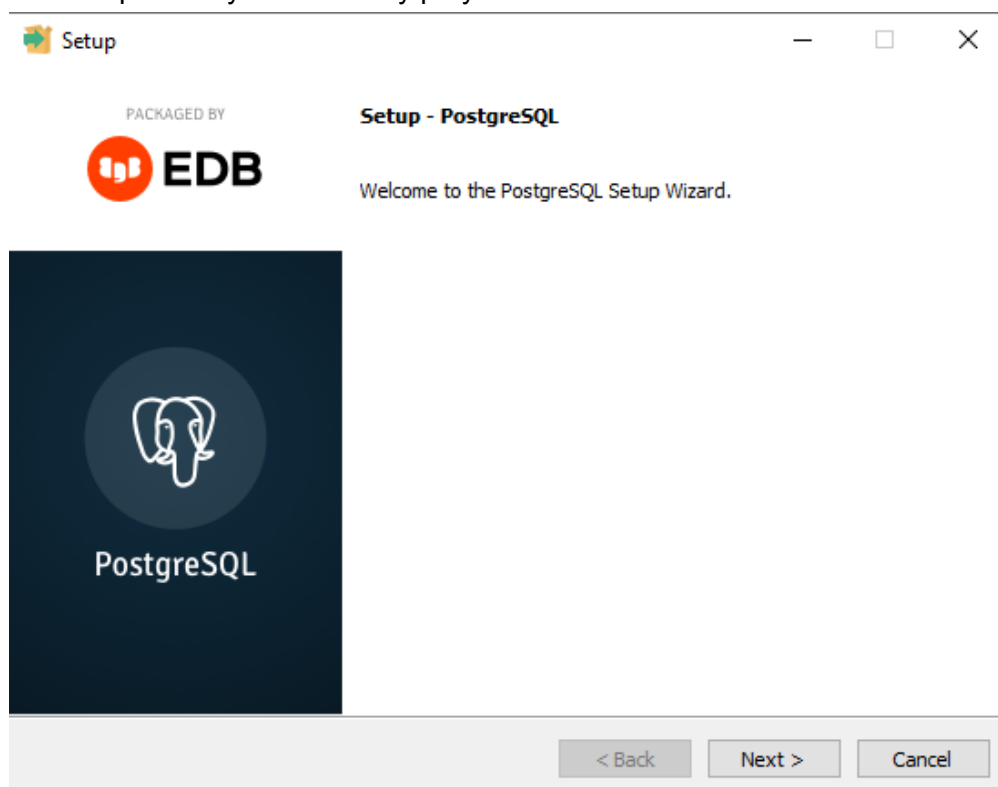 Setup
PACKAGED BY
EDB
Setup - PostgreSQL
Welcome to the PostgreSQL Setup Wizard.
PostgreSQL
< Back
Next >
Cancel